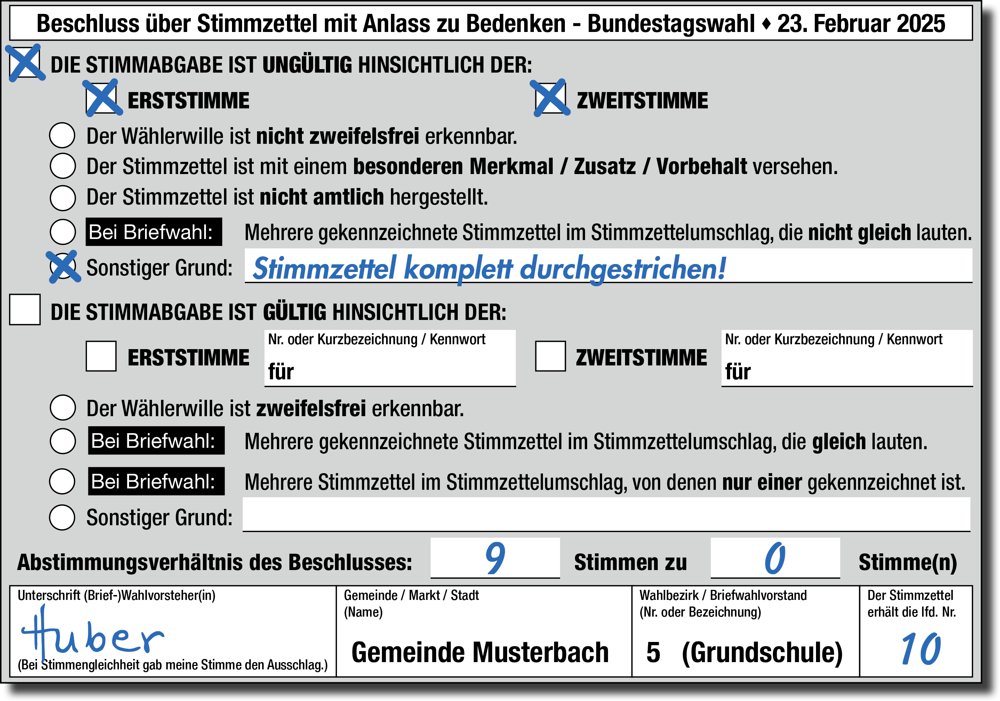 Beschluss über Stimmzettel mit Anlass zu Bedenken - Bundestagswahl ♦ 23. Februar 2025
DIE STIMMABGABE IST UNGÜLTIG HINSICHTLICH DER:
ERSTSTIMME ZWEITSTIMME
Der Wählerwille ist nicht zweifelsfrei erkennbar.
Der Stimmzettel ist mit einem besonderen Merkmal / Zusatz / Vorbehalt versehen.
Der Stimmzettel ist nicht amtlich hergestellt.
Bei Briefwahl: Mehrere gekennzeichnete Stimmzettel im Stimmzettelumschlag, die nicht gleich lauten.
Sonstiger Grund: Stimmzettel komplett durchgestrichen!
DIE STIMMABGABE IST GÜLTIG HINSICHTLICH DER:
Nr. oder Kurzbezeichnung / Kennwort Nr. oder Kurzbezeichnung / Kennwort
ERSTSTIMME für ZWEITSTIMME für
Der Wählerwille ist zweifelsfrei erkennbar.
Bei Briefwahl: Mehrere gekennzeichnete Stimmzettel im Stimmzettelumschlag, die gleich lauten.
Bei Briefwahl: Mehrere Stimmzettel im Stimmzettelumschlag, von denen nur einer gekennzeichnet ist.
Sonstiger Grund:
Abstimmungsverhältnis des Beschlusses: 9 Stimmen zu 0 Stimme(n)
Unterschrift (Brief-)Wahlvorsteher(in)
Huber
(Bei Stimmengleichheit gab meine Stimme den Ausschlag.)
Gemeinde / Markt / Stadt
(Name)
Gemeinde Musterbach
Wahlbezirk / Briefwahlvorstand
(Nr. oder Bezeichnung)
5 (Grundschule)
Der Stimmzettel
erhält die lfd. Nr.
10